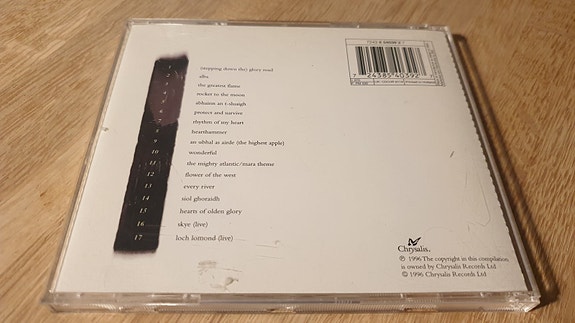 1 (stepping down the) glory road
2 alba
3 the greatest flame
4 rocket to the moon
5 abhainn an t-sluaigh
6 protect and survive
7 rhythm of my heart
8 hearthammer
9 an ubhal as airde (the highest apple)
10 wonderful
11 the mighty atlantic/mara theme
12 flower of the west
13 every river
14 siol ghoraidh
15 hearts of olden glory
16 skye (live)
17 loch lomond (live)
7 24385 40392 7
Chrysalis.
℗ 1996 The copyright in this compilation
is owned by Chrysalis Records Ltd
© 1996 Chrysalis Records Ltd